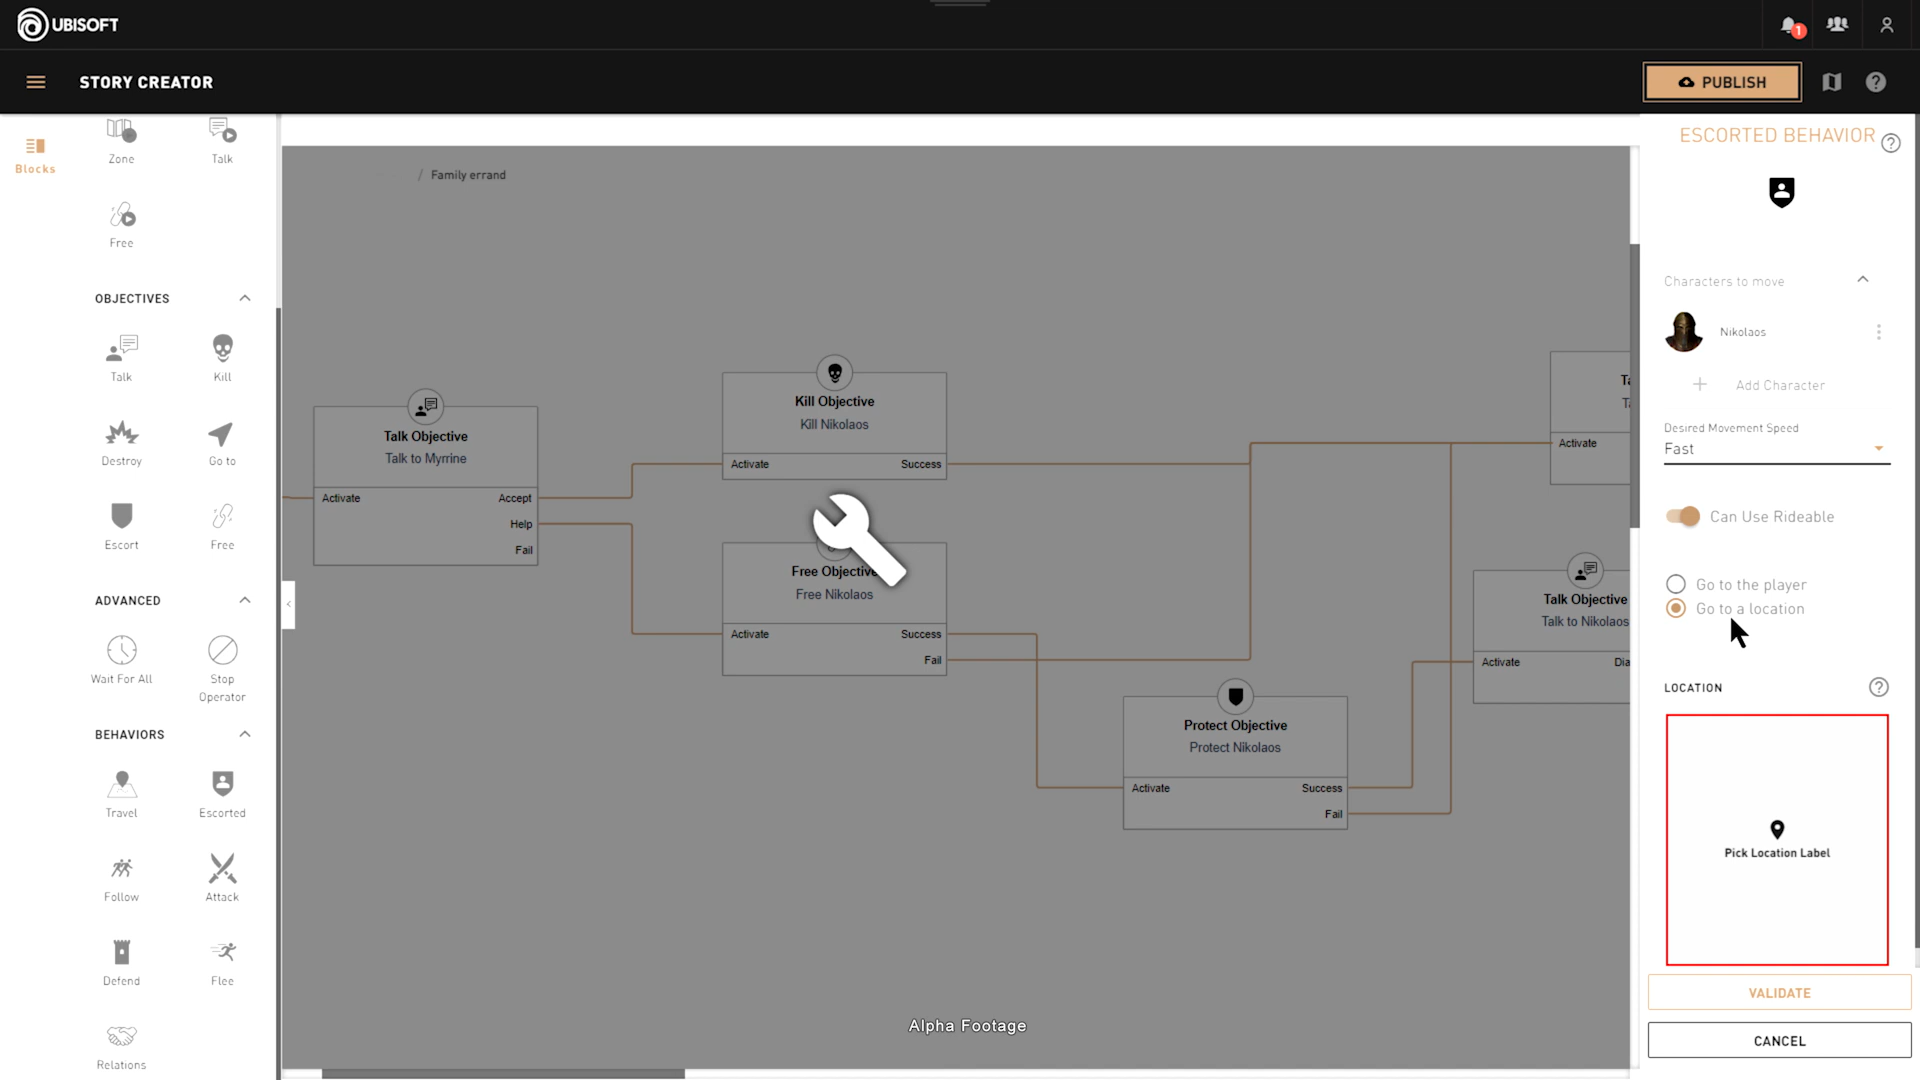 UBISOFT
1
STORY CREATOR
PUBLISH
Blocks
Zone
Talk
Free
OBJECTIVES
Talk
Kill
Destroy
Go to
Escort
Free
ADVANCED
Wait For All
Stop
Operator
BEHAVIORS
Travel
Escorted
Follow
Attack
Defend
Flee
Relations
/ Family errand
Talk Objective
Talk to Myrrine
Activate
Accept
Help
Fail
Kill Objective
Kill Nikolaos
Activate
Success
Free Objective
Free Nikolaos
Activate
Success
Fail
Protect Objective
Protect Nikolaos
Activate
Success
Fail
Activate
Talk Objective
Talk to Nikolaos
Activate
Alpha Footage
ESCORTED BEHAVIOR
?
Characters to move
Nikolaos
+ Add Character
Desired Movement Speed
Fast
Can Use Rideable
Go to the player
Go to a location
LOCATION
?
Pick Location Label
VALIDATE
CANCEL